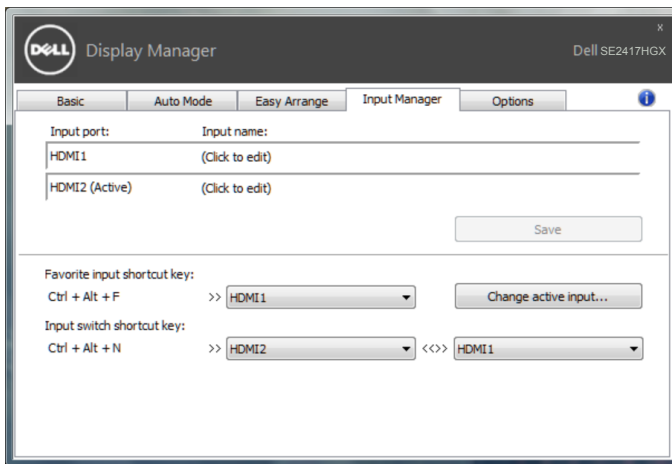 x
DELL Display Manager Dell SE2417HGX
Basic Auto Mode Easy Arrange Input Manager Options i
Input port: Input name:
HDMI1 (Click to edit)
HDMI2 (Active) (Click to edit)
Save
Favorite input shortcut key:
Ctrl + Alt + F >> HDMI1 Change active input...
Input switch shortcut key:
Ctrl + Alt + N >> HDMI2 <<>> HDMI1